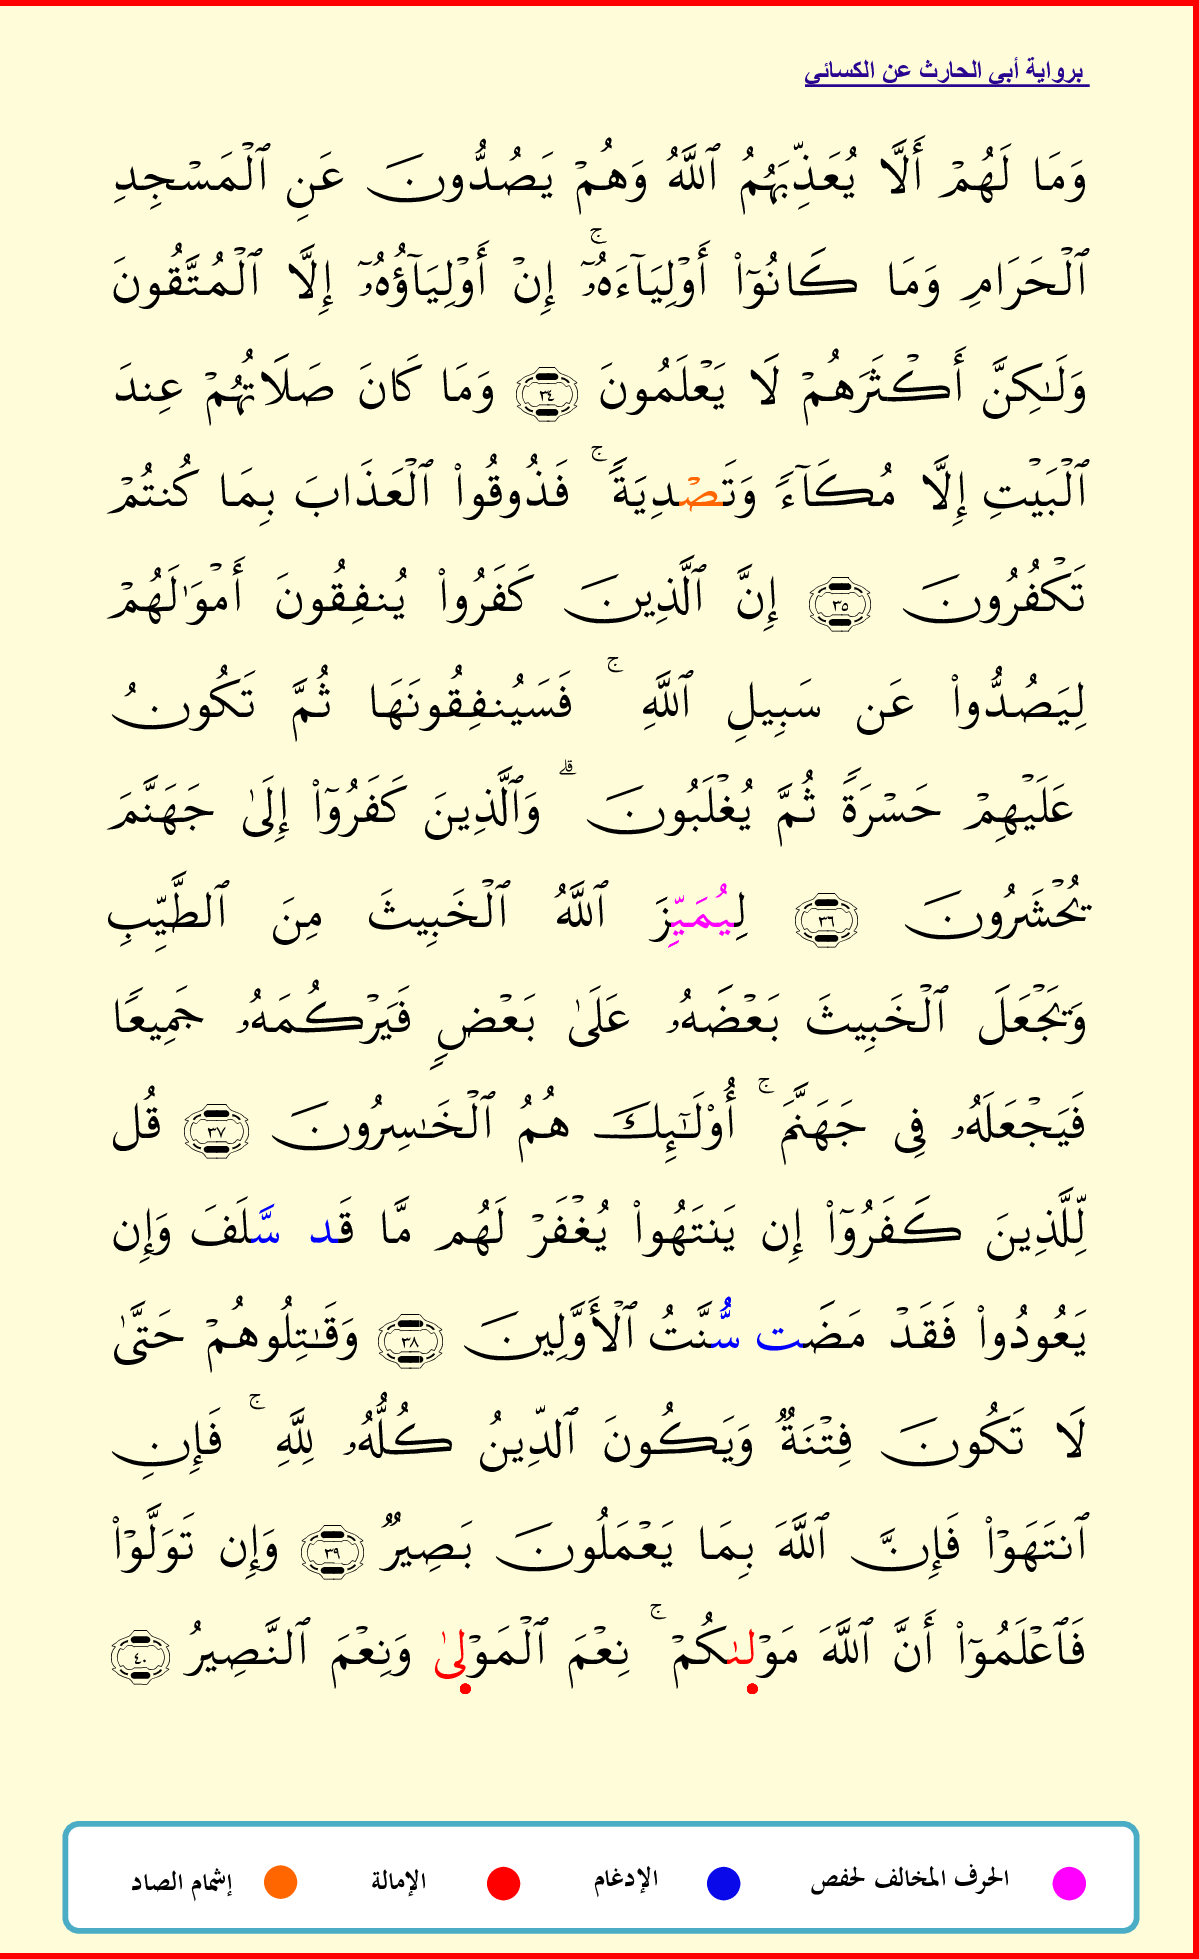 برواية أبي الحارث عن الكسائي
وَمَا لَهُمۡ أَلَّا يُعَذِّبَهُمُ ٱللَّهُ وَهُمۡ يَصُدُّونَ عَنِ ٱلۡمَسۡجِدِ
ٱلۡحَرَامِ وَمَا كَانُوٓاْ أَوۡلِيَآءَهُۥٓۚ إِنۡ أَوۡلِيَآؤُهُۥٓ إِلَّا ٱلۡمُتَّقُونَ
وَلَٰكِنَّ أَكۡثَرَهُمۡ لَا يَعۡلَمُونَ ٣٤ وَمَا كَانَ صَلَاتُهُمۡ عِندَ
ٱلۡبَيۡتِ إِلَّا مُكَآءٗ وَتَصۡدِيَةٗۚ فَذُوقُواْ ٱلۡعَذَابَ بِمَا كُنتُمۡ
تَكۡفُرُونَ ٣٥ إِنَّ ٱلَّذِينَ كَفَرُواْ يُنفِقُونَ أَمۡوَٰلَهُمۡ
لِيَصُدُّواْ عَن سَبِيلِ ٱللَّهِۚ فَسَيُنفِقُونَهَا ثُمَّ تَكُونُ
عَلَيۡهِمۡ حَسۡرَةٗ ثُمَّ يُغۡلَبُونَۗ وَٱلَّذِينَ كَفَرُوٓاْ إِلَىٰ جَهَنَّمَ
يُحۡشَرُونَ ٣٦ لِيُمَيِّزَ ٱللَّهُ ٱلۡخَبِيثَ مِنَ ٱلطَّيِّبِ
وَيَجۡعَلَ ٱلۡخَبِيثَ بَعۡضَهُۥ عَلَىٰ بَعۡضٖ فَيَرۡكُمَهُۥ جَمِيعٗا
فَيَجۡعَلَهُۥ فِي جَهَنَّمَۚ أُوْلَٰٓئِكَ هُمُ ٱلۡخَٰسِرُونَ ٣٧ قُل
لِّلَّذِينَ كَفَرُوٓاْ إِن يَنتَهُواْ يُغۡفَرۡ لَهُم مَّا قَد سَّلَفَ وَإِن
يَعُودُواْ فَقَدۡ مَضَت سُّنَّتُ ٱلۡأَوَّلِينَ ٣٨ وَقَٰتِلُوهُمۡ حَتَّىٰ
لَا تَكُونَ فِتۡنَةٞ وَيَكُونَ ٱلدِّينُ كُلُّهُۥ لِلَّهِۚ فَإِنِ
ٱنتَهَوۡاْ فَإِنَّ ٱللَّهَ بِمَا يَعۡمَلُونَ بَصِيرٞ ٣٩ وَإِن تَوَلَّوۡاْ
فَٱعۡلَمُوٓاْ أَنَّ ٱللَّهَ مَوۡلىٰكُمۡۚ نِعۡمَ ٱلۡمَوۡلىٰ وَنِعۡمَ ٱلنَّصِيرُ ٤٠
الحرف المخالف لحفص الإدغام الإمالة إشمام الصاد